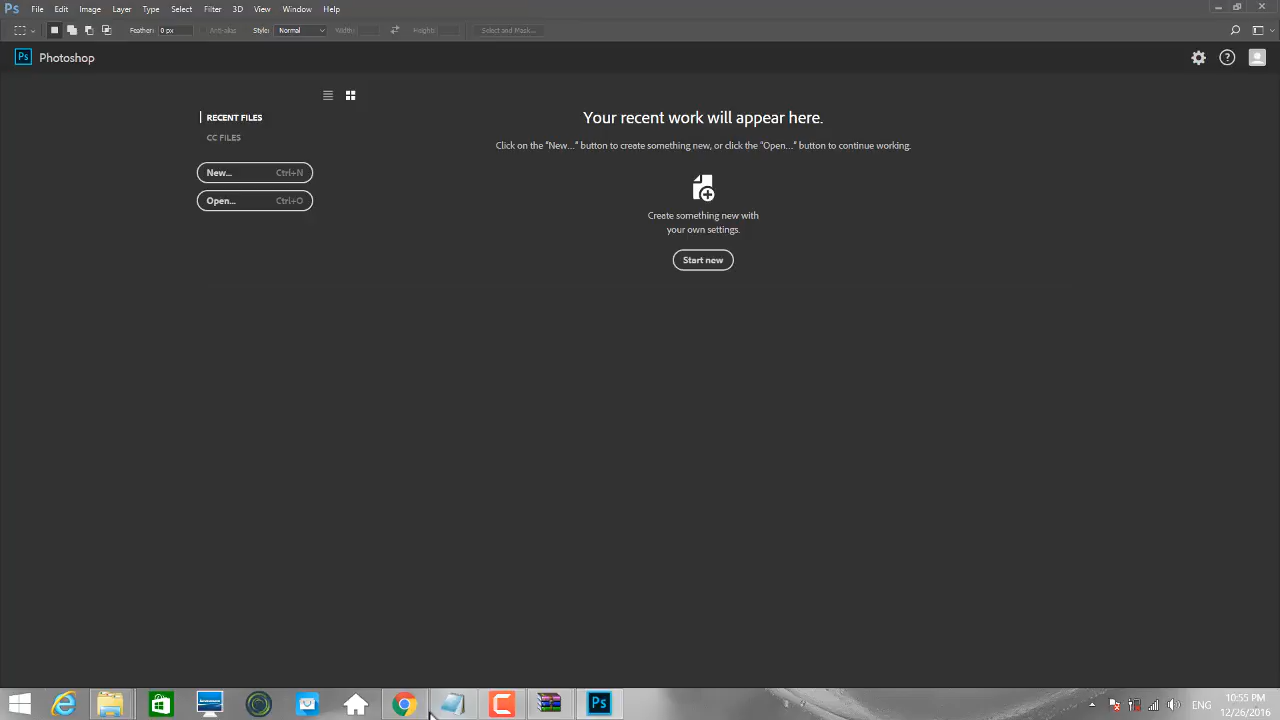 Ps File Edit Image Layer Type Select Filter 3D View Window Help
Feather: 0 px Anti-alias Style: Normal Width: Height: Select and Mask...
Ps Photoshop ?
RECENT FILES
CC FILES
New... Ctrl+N
Open... Ctrl+O
Your recent work will appear here.
Click on the “New...” button to create something new, or click the “Open...” button to continue working.
Create something new with
your own settings.
Start new
Ps
ENG
10:55 PM
12/26/2016